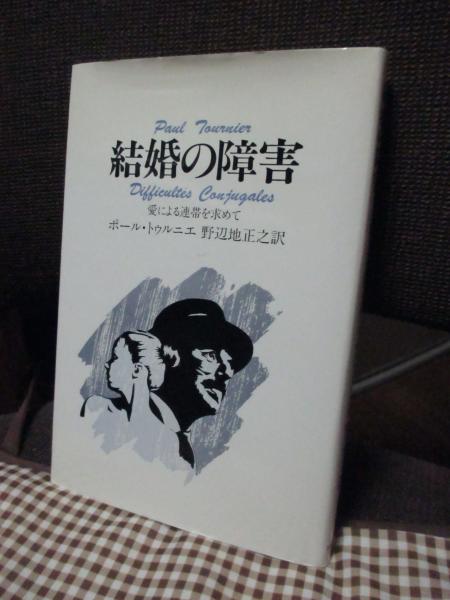 Paul Tournier
結婚の障害
Difficultés Conjugales
愛による連帯を求めて
ポール・トゥルニエ 野辺地正之訳